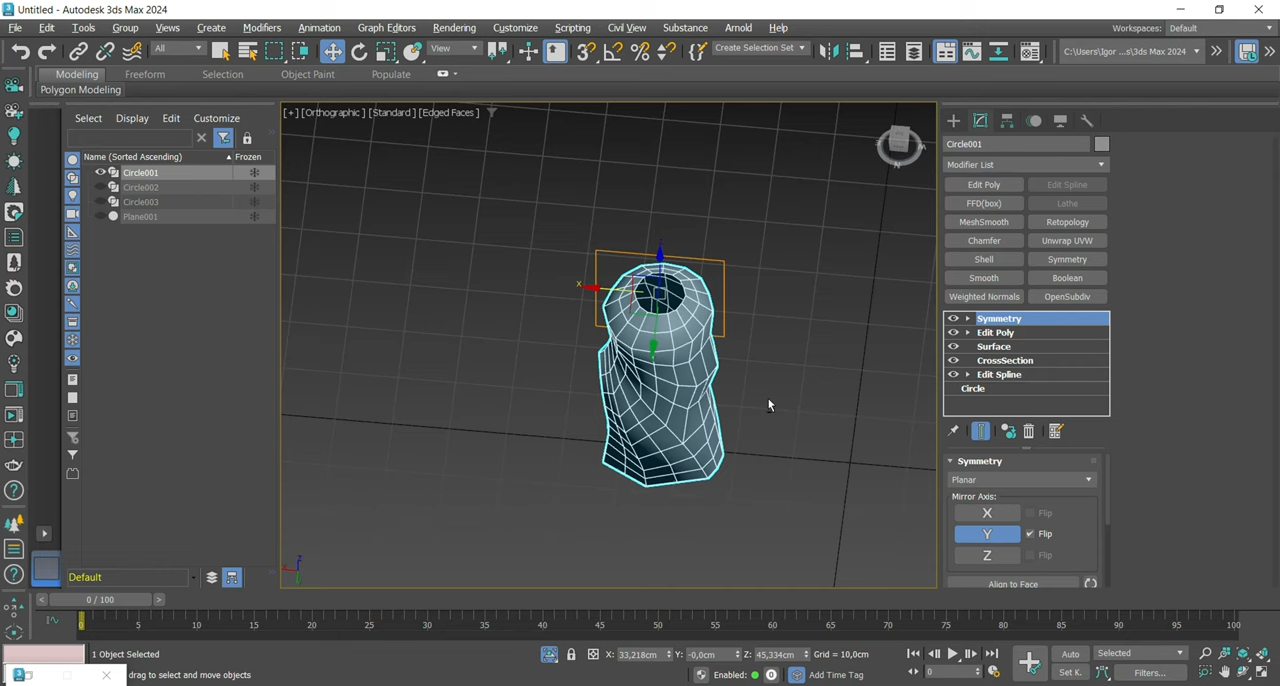 Untitled - Autodesk 3ds Max 2024
File Edit Tools Group Views Create Modifiers Animation Graph Editors Rendering Customize Scripting Civil View Substance Arnold Help
Workspaces: Default
All View Create Selection Set C:\Users\Igor ...s\3ds Max 2024
Modeling Freeform Selection Object Paint Populate
Polygon Modeling
Select Display Edit Customize
Name (Sorted Ascending) Frozen
Circle001
Circle002
Circle003
Plane001
[+] [Orthographic ] [Standard ] [Edged Faces ]
Circle001
Modifier List
Edit Poly Edit Spline
FFD(box) Lathe
MeshSmooth Retopology
Chamfer Unwrap UVW
Shell Symmetry
Smooth Boolean
Weighted Normals OpenSubdiv
Symmetry
Edit Poly
Surface
CrossSection
Edit Spline
Circle
Symmetry
Planar
Mirror Axis:
X Flip
Y Flip
Z Flip
Align to Face
x
z
Default
< 0 / 100 >
0 5 10 15 20 25 30 35 40 45 50 55 60 65 70 75 80 85 90 95 100
1 Object Selected
X: 33,218cm Y: -0,0cm Z: 45,334cm Grid = 10,0cm
Auto Selected
drag to select and move objects
Enabled: 0 Add Time Tag
0 Set K. Filters...